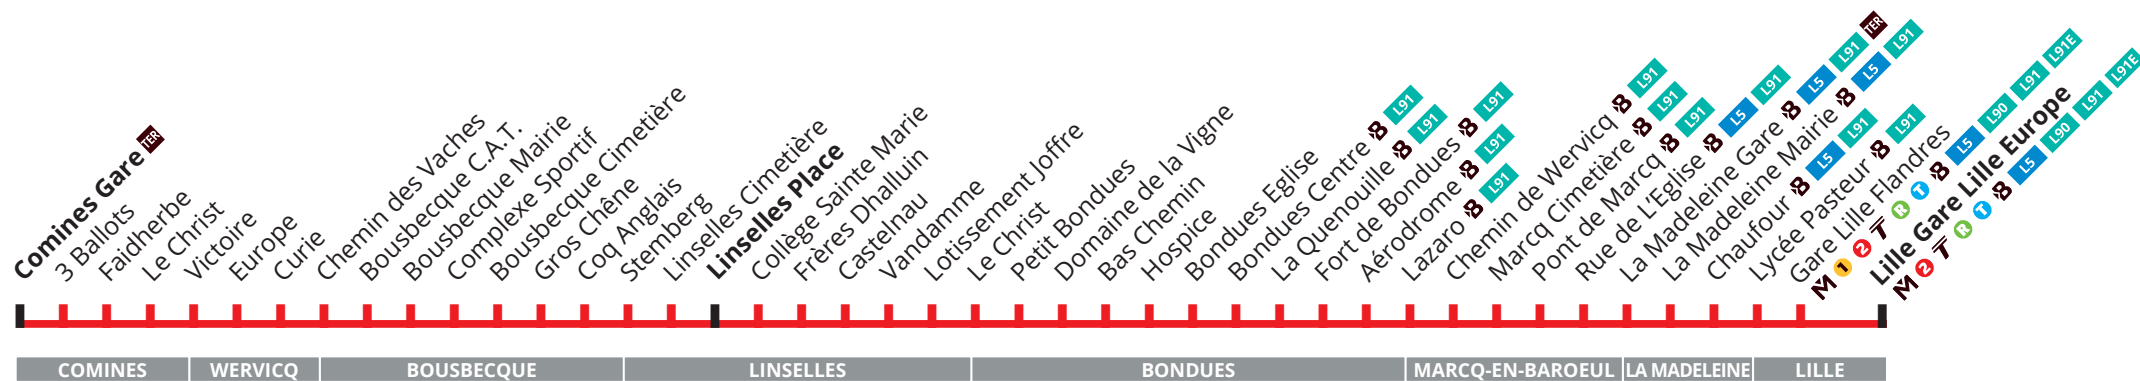 Comines Gare TER
3 Ballots
Faidherbe
Le Christ
Victoire
Europe
Curie
Chemin des Vaches
Bousbecque C.A.T.
Bousbecque Mairie
Complexe Sportif
Bousbecque Cimetière
Gros Chêne
Coq Anglais
Stemberg
Linselles Cimetière
Linselles Place
Collège Sainte Marie
Frères Dhalluin
Castelnau
Vandamme
Lotissement Joffre
Le Christ
Petit Bondues
Domaine de la Vigne
Bas Chemin
Hospice
Bondues Eglise
Bondues Centre B L91
La Quenouille B L91
Fort de Bondues B L91
Aérodrome B L91
Lazaro B L91
Chemin de Wervicq B L91
Marcq Cimetière B L91
Pont de Marcq B L91
Rue de L'Eglise B L5 L91
La Madeleine Gare B L5 L91 TER
La Madeleine Mairie B L5 L91
Chaufour B L5 L91
Lycée Pasteur B L91
Gare Lille Flandres
M 1 2 T R T B L5 L90 L91 L91E
Lille Gare Lille Europe
M 2 T R T B L5 L90 L91 L91E
COMINES
WERVICQ
BOUSBECQUE
LINSELLES
BONDUES
MARCQ-EN-BAROEUL
LA MADELEINE
LILLE